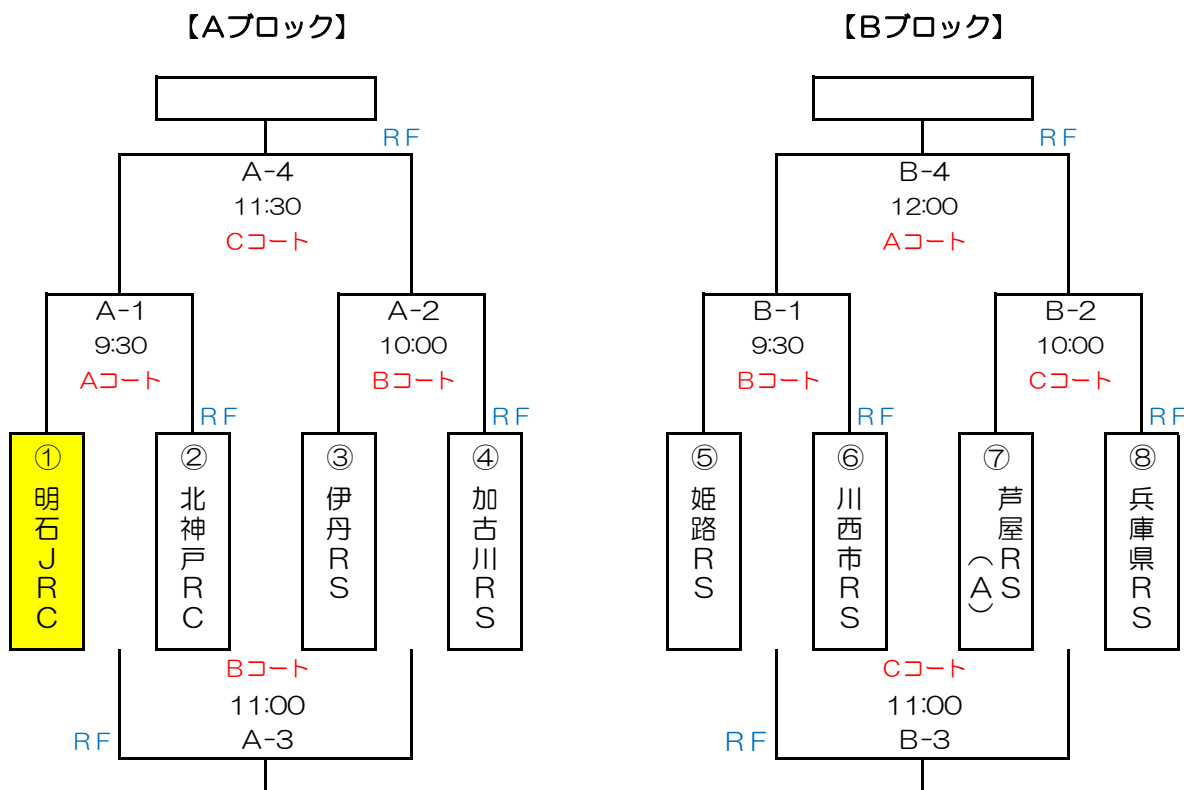 【Aブロック】
RF
A-4
11:30
Cコート
A-1
9:30
Aコート
RF
A-2
10:00
Bコート
RF
①
明石JRC
②
北神戸RC
③
伊丹RS
④
加古川RS
Bコート
11:00
RF
A-3
【Bブロック】
RF
B-4
12:00
Aコート
B-1
9:30
Bコート
RF
B-2
10:00
Cコート
RF
⑤
姫路RS
⑥
川西市RS
⑦
芦屋RS
（A）
⑧
兵庫県RS
Cコート
11:00
RF
B-3